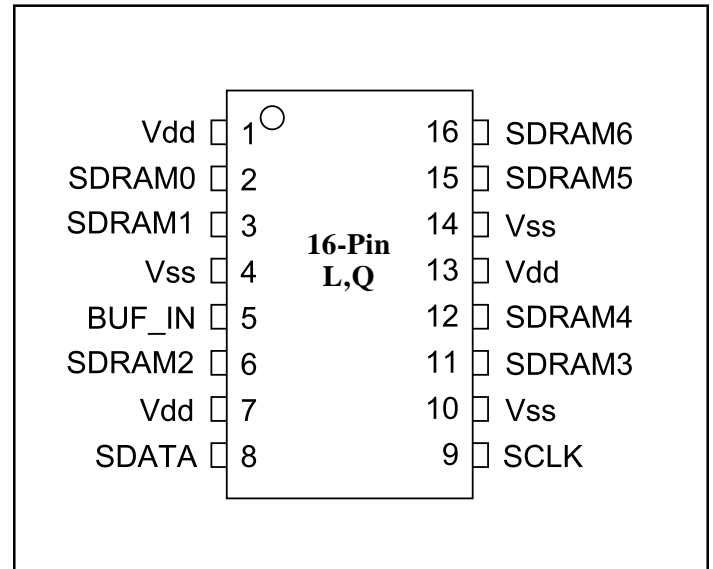 Vdd 1 16 SDRAM6
SDRAM0 2 15 SDRAM5
SDRAM1 3 14 Vss
16-Pin
L,Q
Vss 4 13 Vdd
BUF_IN 5 12 SDRAM4
SDRAM2 6 11 SDRAM3
Vdd 7 10 Vss
SDATA 8 9 SCLK